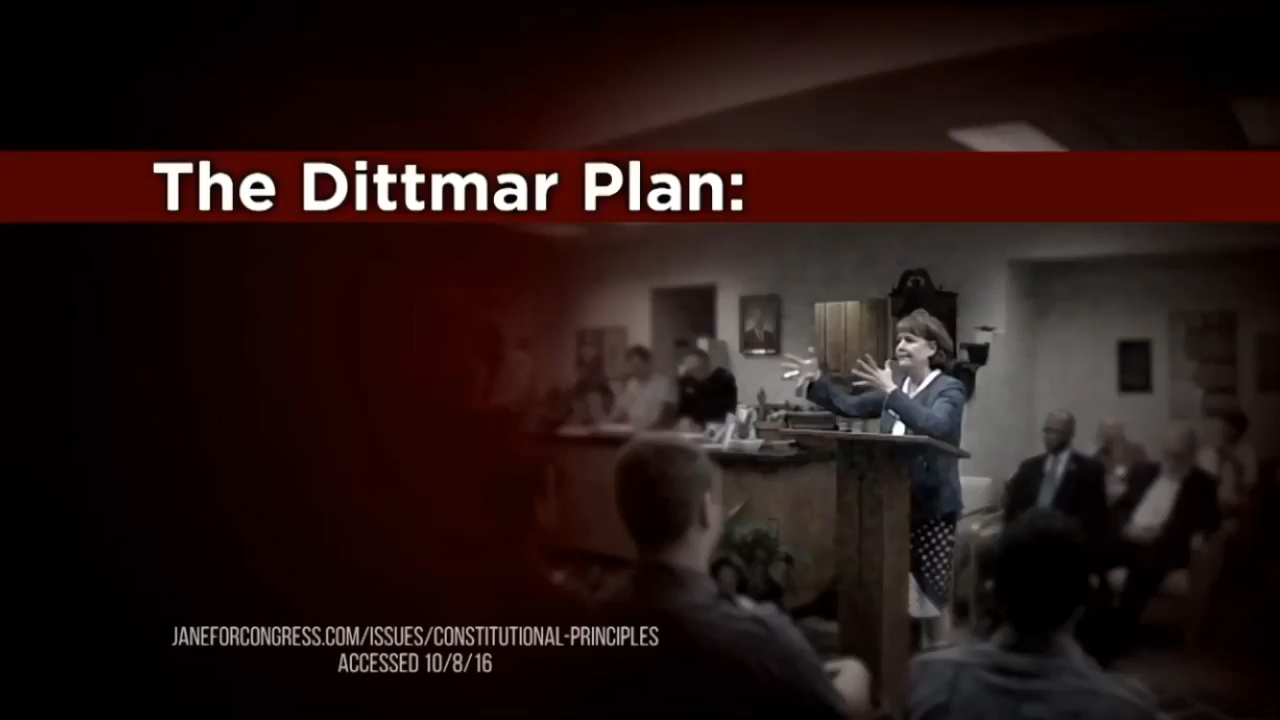 The Dittmar Plan:
JANEFORCONGRESS.COM/ISSUES/CONSTITUTIONAL-PRINCIPLES
ACCESSED 10/8/16